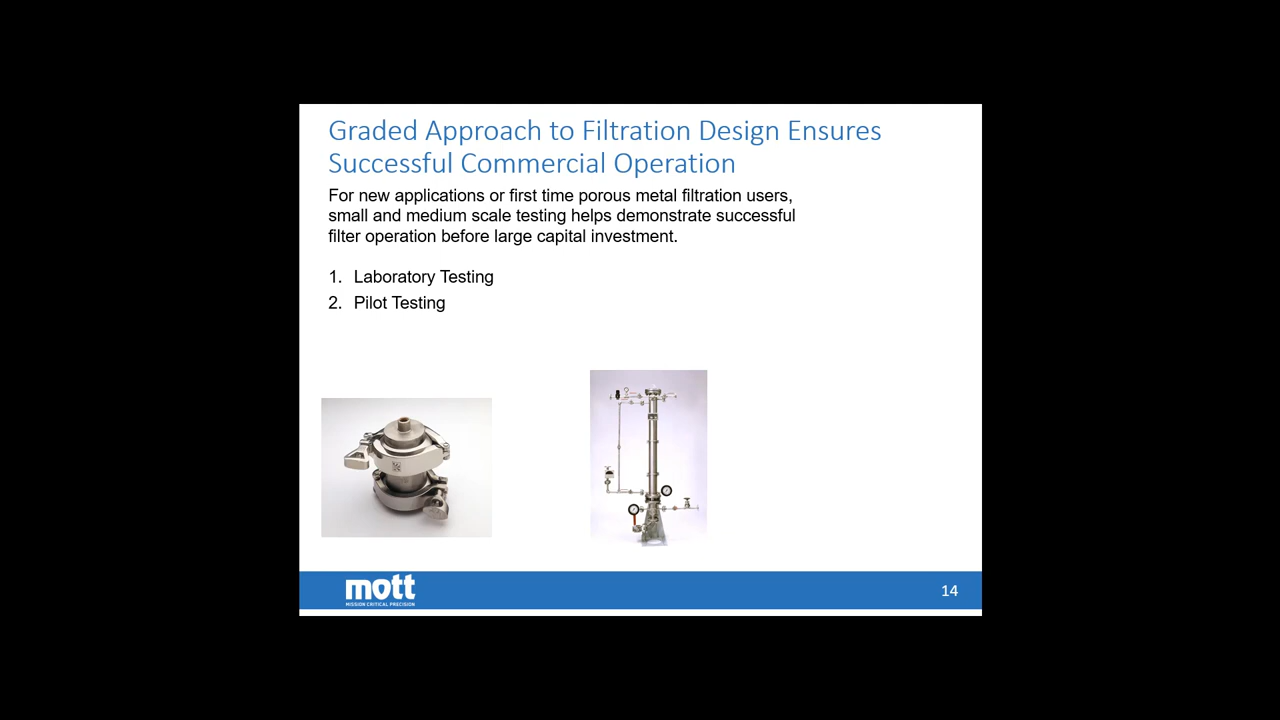 Graded Approach to Filtration Design Ensures
Successful Commercial Operation
For new applications or first time porous metal filtration users,
small and medium scale testing helps demonstrate successful
filter operation before large capital investment.
1. Laboratory Testing
2. Pilot Testing
mott
MISSION CRITICAL PRECISION
14